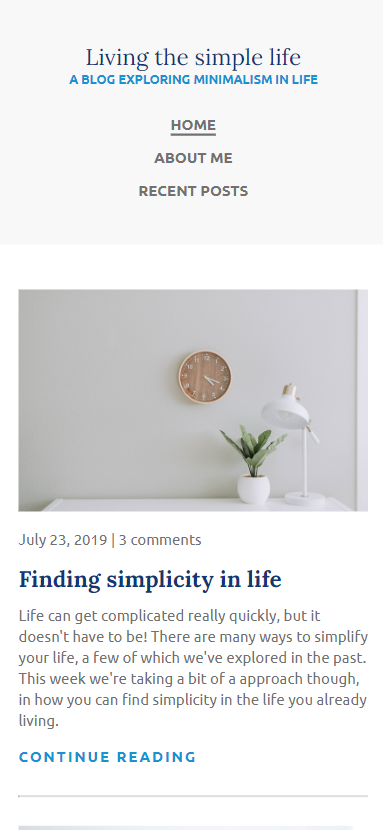 Living the simple life
A BLOG EXPLORING MINIMALISM IN LIFE
HOME
ABOUT ME
RECENT POSTS
July 23, 2019 | 3 comments
Finding simplicity in life
Life can get complicated really quickly, but it
doesn't have to be! There are many ways to simplify
your life, a few of which we've explored in the past.
This week we're taking a bit of a approach though,
in how you can find simplicity in the life you already
living.
CONTINUE READING